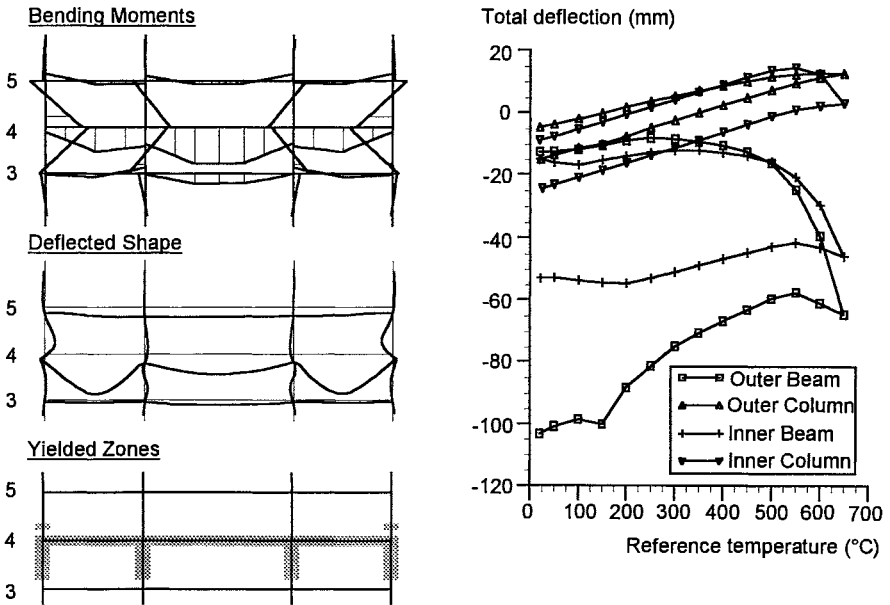 Bending Moments
5
4
3
Deflected Shape
5
4
3
Yielded Zones
5
4
3
Total deflection (mm)
20
0
-20
-40
-60
-80
-100
-120
0 100 200 300 400 500 600 700
Reference temperature (°C)
Outer Beam
Outer Column
Inner Beam
Inner Column